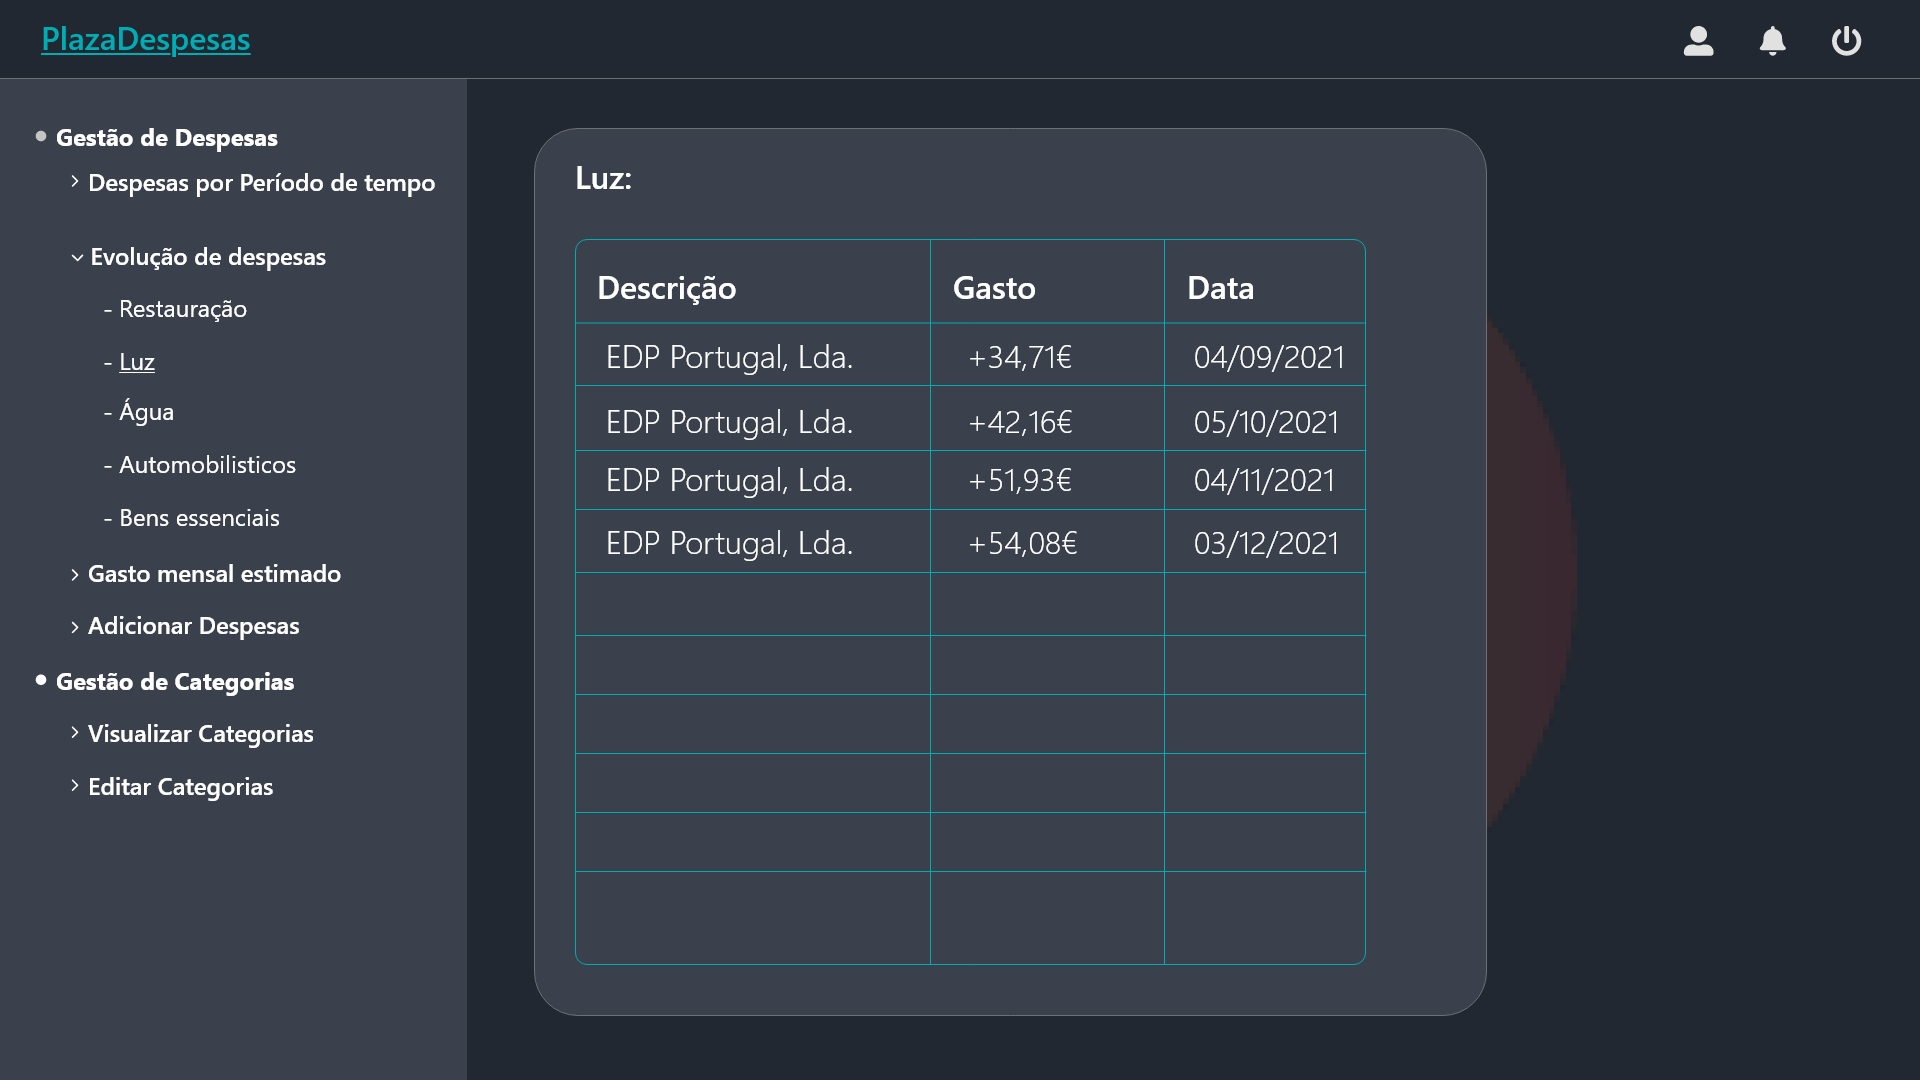 PlazaDespesas
Gestão de Despesas
Despesas por Período de tempo
Evolução de despesas
- Restauração
- Luz
- Água
- Automobilisticos
- Bens essenciais
Gasto mensal estimado
Adicionar Despesas
Gestão de Categorias
Visualizar Categorias
Editar Categorias
Luz:
Descrição Gasto Data
EDP Portugal, Lda. +34,71€ 04/09/2021
EDP Portugal, Lda. +42,16€ 05/10/2021
EDP Portugal, Lda. +51,93€ 04/11/2021
EDP Portugal, Lda. +54,08€ 03/12/2021